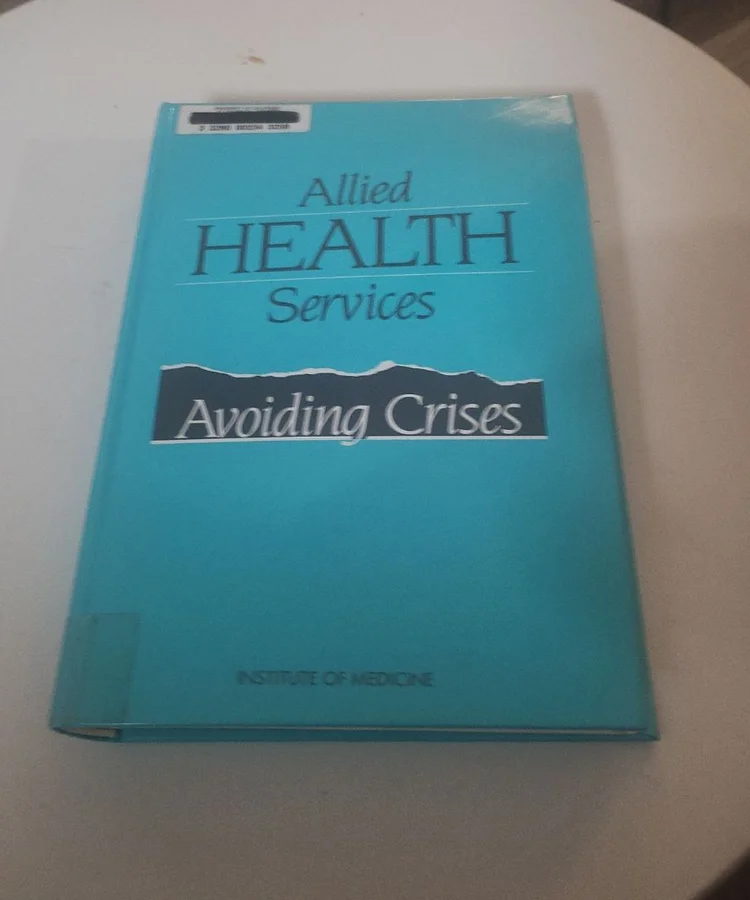 Allied
HEALTH
Services
Avoiding Crises
INSTITUTE OF MEDICINE